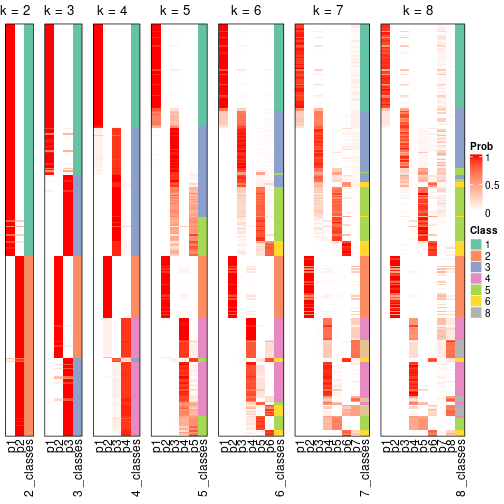 k = 2 k = 3 k = 4 k = 5 k = 6 k = 7 k = 8
Prob
1
0.5
0
Class
1
2
3
4
5
6
8
p1 p2 2_classes
p1 p2 p3 3_classes
p1 p2 p3 p4 4_classes
p1 p2 p3 p4 p5 5_classes
p1 p2 p3 p4 p5 p6 6_classes
p1 p2 p3 p4 p5 p6 p7 7_classes
p1 p2 p3 p4 p5 p6 p7 p8 8_classes